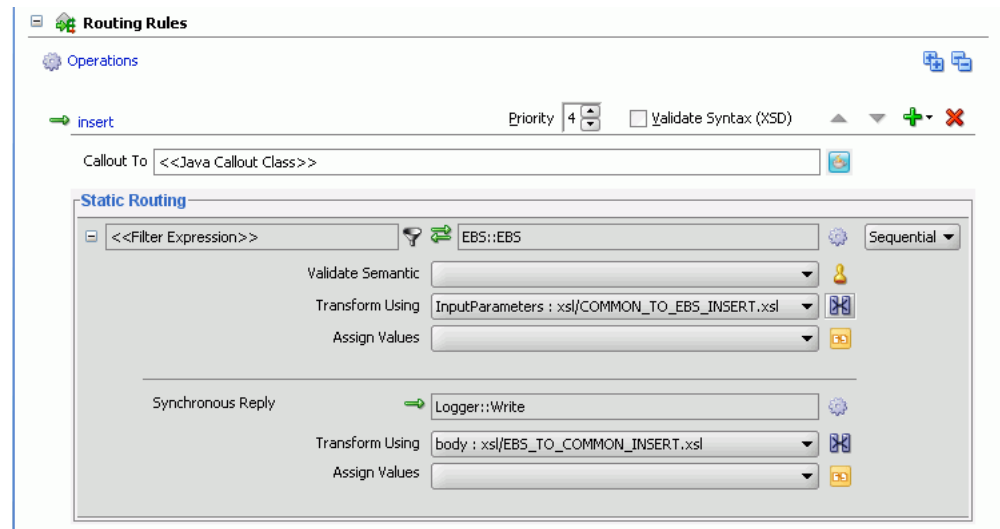 Routing Rules
Operations
insert Priority 4 Validate Syntax (XSD)
Callout To <<Java Callout Class>>
Static Routing
<<Filter Expression>> EBS::EBS Sequential
Validate Semantic
Transform Using InputParameters : xsl/COMMON_TO_EBS_INSERT.xsl
Assign Values
Synchronous Reply Logger::Write
Transform Using body : xsl/EBS_TO_COMMON_INSERT.xsl
Assign Values